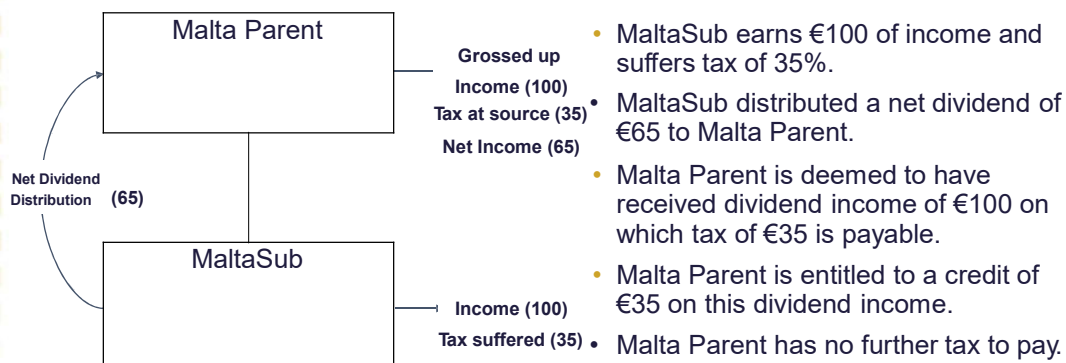 Malta Parent
Grossed up
Income (100)
Tax at source (35)
Net Income (65)
Net Dividend
Distribution (65)
MaltaSub
Income (100)
Tax suffered (35)
• MaltaSub earns €100 of income and
suffers tax of 35%.
• MaltaSub distributed a net dividend of
€65 to Malta Parent.
• Malta Parent is deemed to have
received dividend income of €100 on
which tax of €35 is payable.
• Malta Parent is entitled to a credit of
€35 on this dividend income.
• Malta Parent has no further tax to pay.